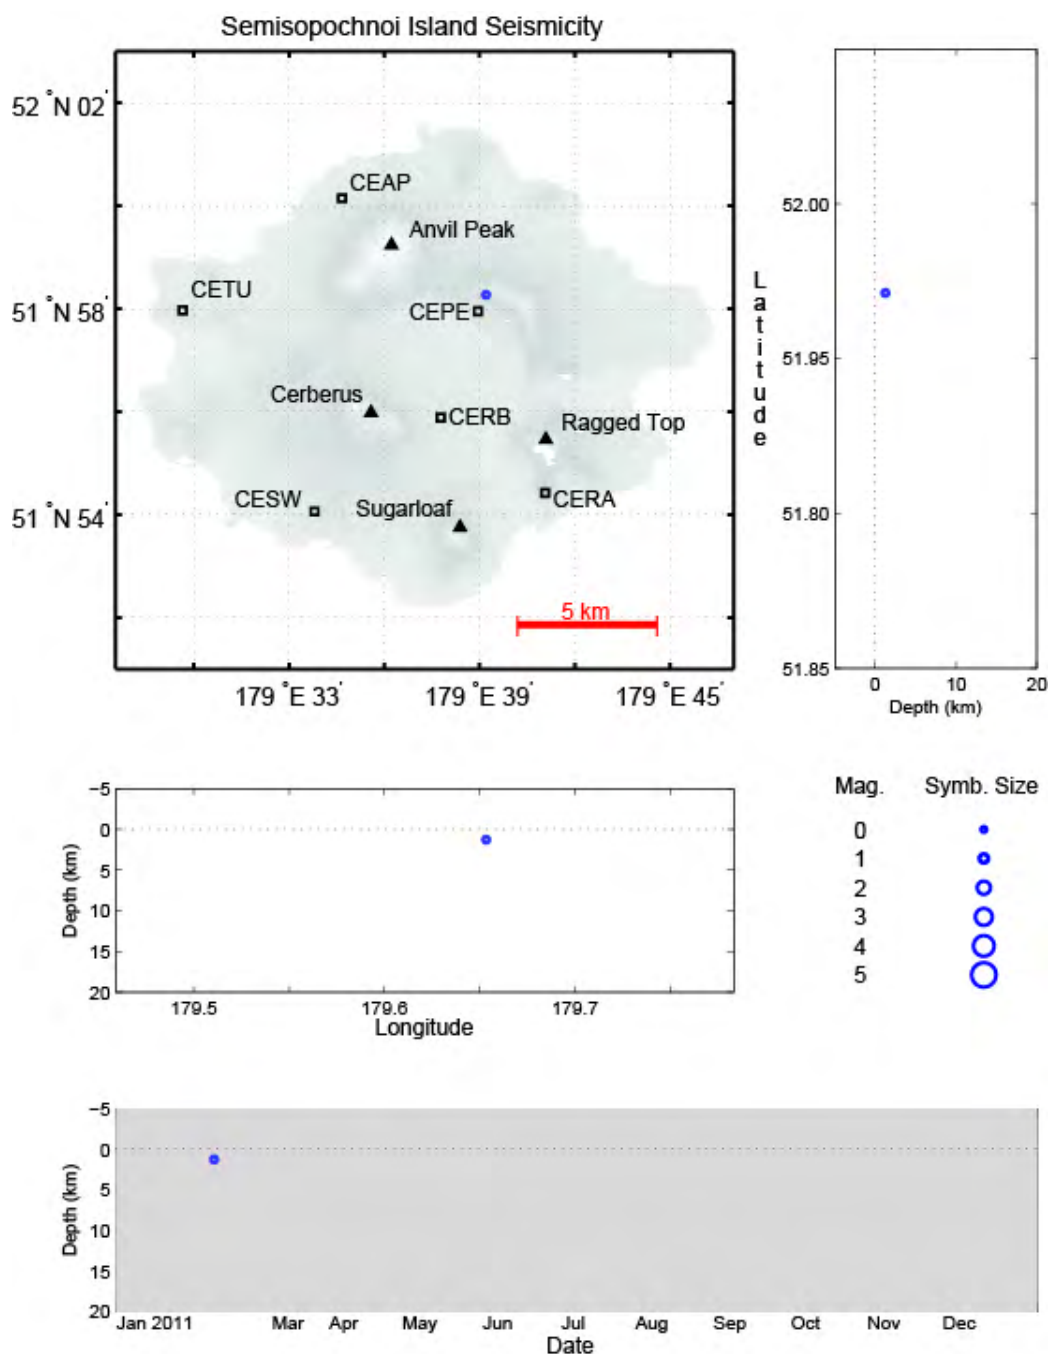 Semisopochnoi Island Seismicity
52 °N 02′
51 °N 58′
51 °N 54′
CEAP
Anvil Peak
CETU
CEPE
Cerberus
CERB
Ragged Top
CESW
Sugarloaf
CERA
5 km
179 °E 33′
179 °E 39′
179 °E 45′
Latitude
52.00
51.95
51.80
51.85
0
10
20
Depth (km)
−5
0
5
10
15
20
Depth (km)
179.5
179.6
179.7
Longitude
Mag.
Symb. Size
0
1
2
3
4
5
−5
0
5
10
15
20
Depth (km)
Jan 2011
Mar
Apr
May
Jun
Jul
Aug
Sep
Oct
Nov
Dec
Date